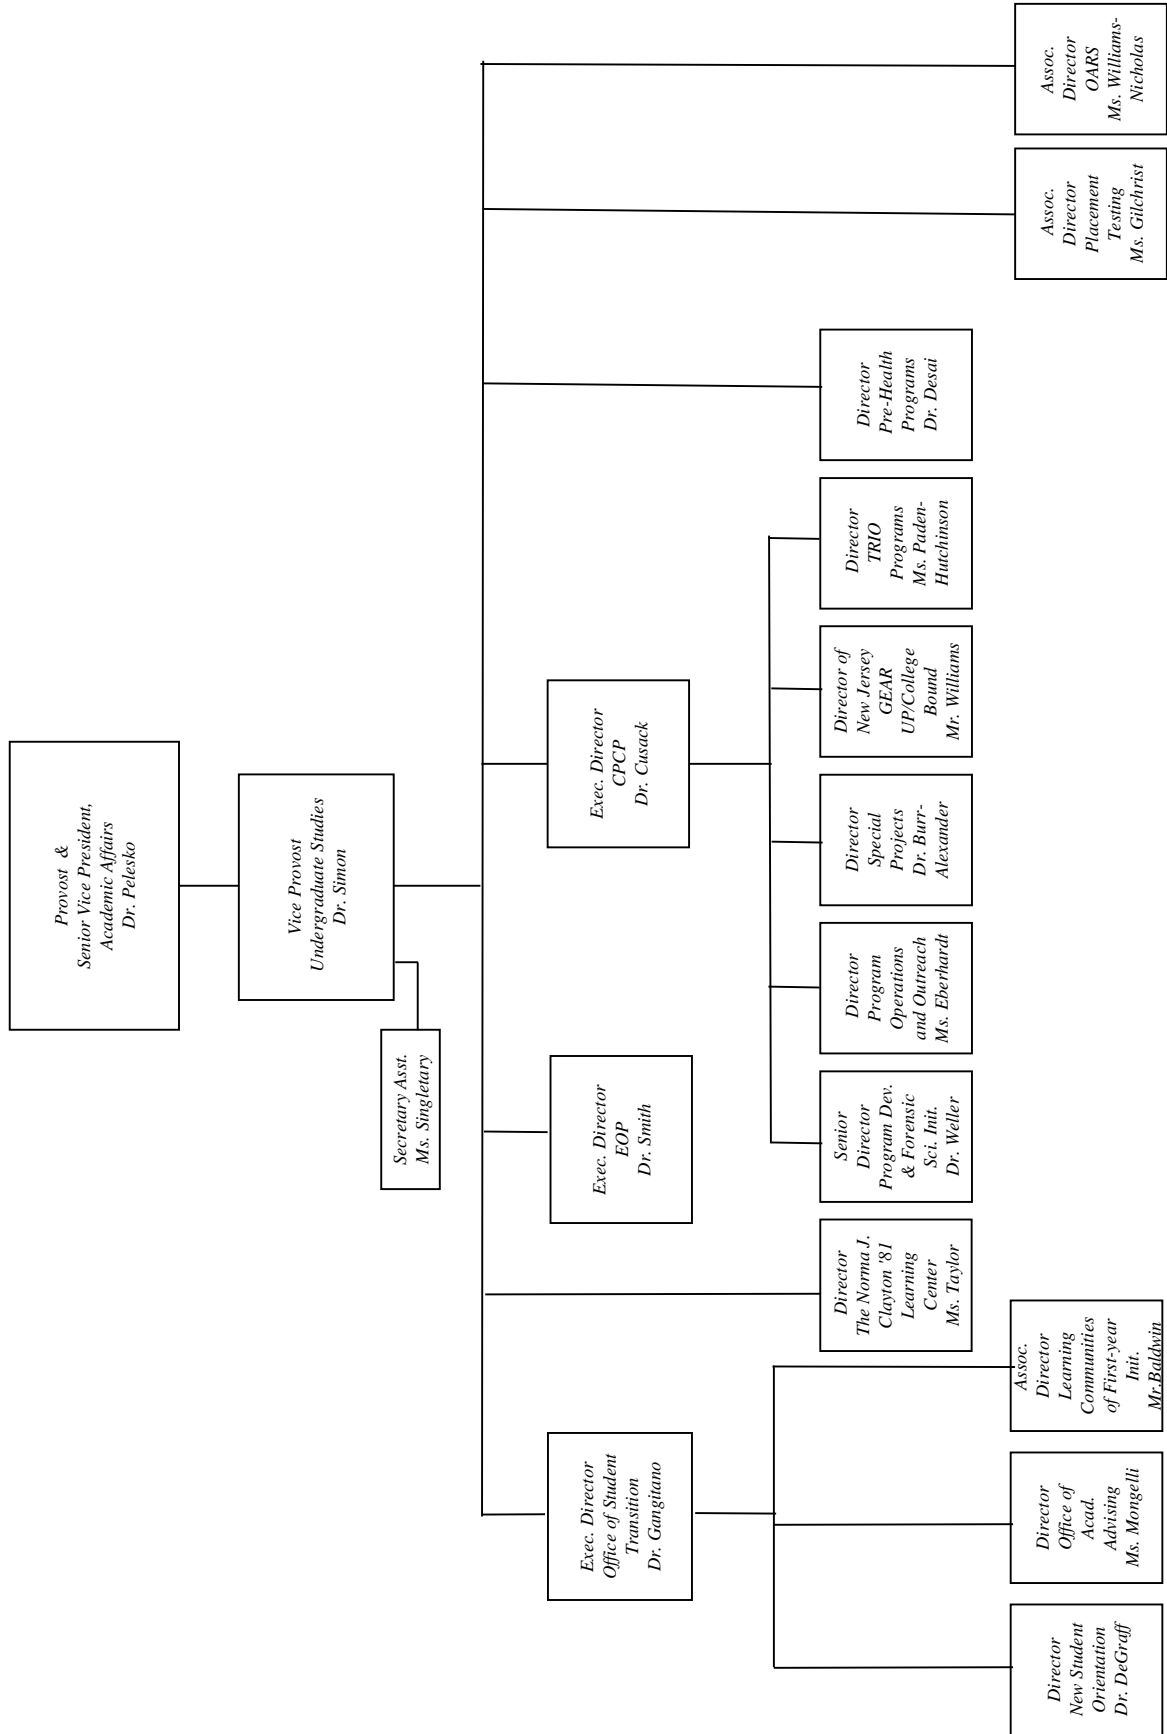 Provost &
Senior Vice President,
Academic Affairs
Dr. Pelesko
Vice Provost
Undergraduate Studies
Dr. Simon
Secretary Asst.
Ms. Singletary
Exec. Director
Office of Student
Transition
Dr. Gangitano
Exec. Director
EOP
Dr. Smith
Exec. Director
CPCP
Dr. Cusack
Director
The Norma J.
Clayton '81
Learning
Center
Ms. Taylor
Senior
Director
Program Dev.
& Forensic
Sci. Init.
Dr. Weller
Director
Program
Operations
and Outreach
Ms. Eberhardt
Director
Special
Projects
Dr. Burr-
Alexander
Director of
New Jersey
GEAR
UP/College
Bound
Mr. Williams
Director
TRIO
Programs
Ms. Paden-
Hutchinson
Director
Pre-Health
Programs
Dr. Desai
Director
New Student
Orientation
Dr. DeGraff
Director
Office of
Acad.
Advising
Ms. Mongelli
Assoc.
Director
Learning
Communities
of First-year
Init.
Mr.Baldwin
Assoc.
Director
Placement
Testing
Ms. Gilchrist
Assoc.
Director
OARS
Ms. Williams-
Nicholas